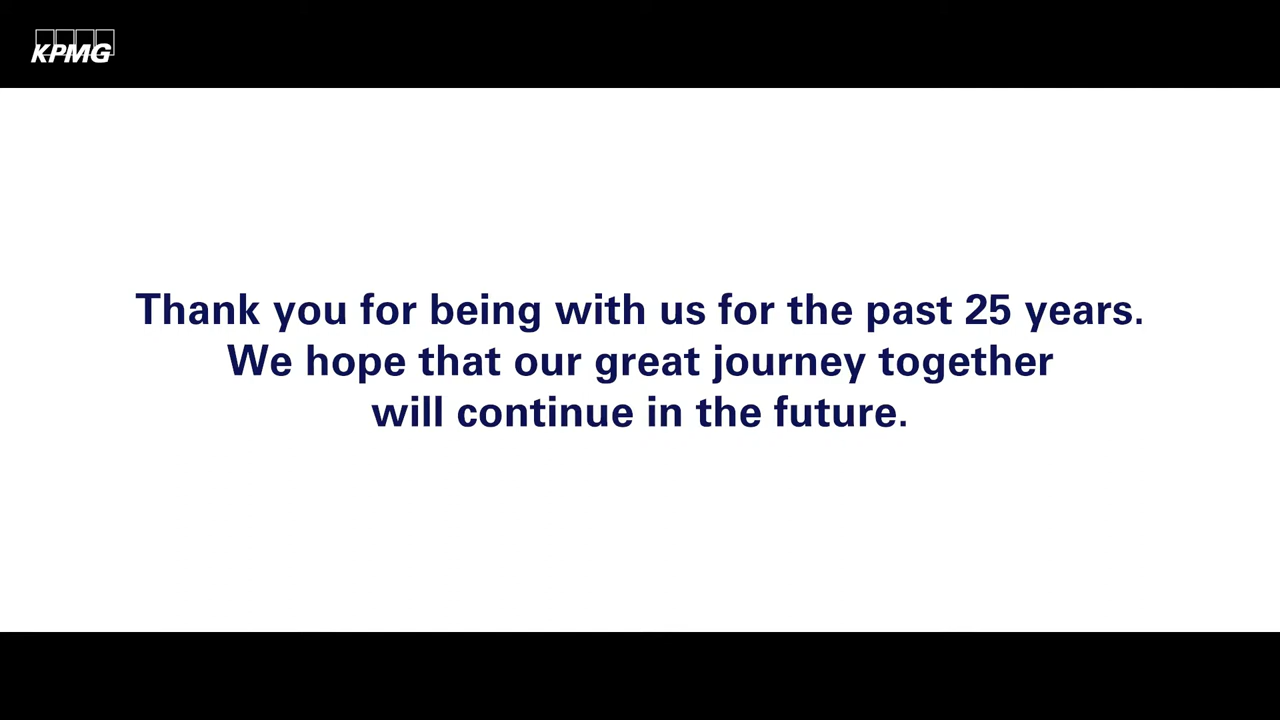 KPMG
Thank you for being with us for the past 25 years.
We hope that our great journey together
will continue in the future.